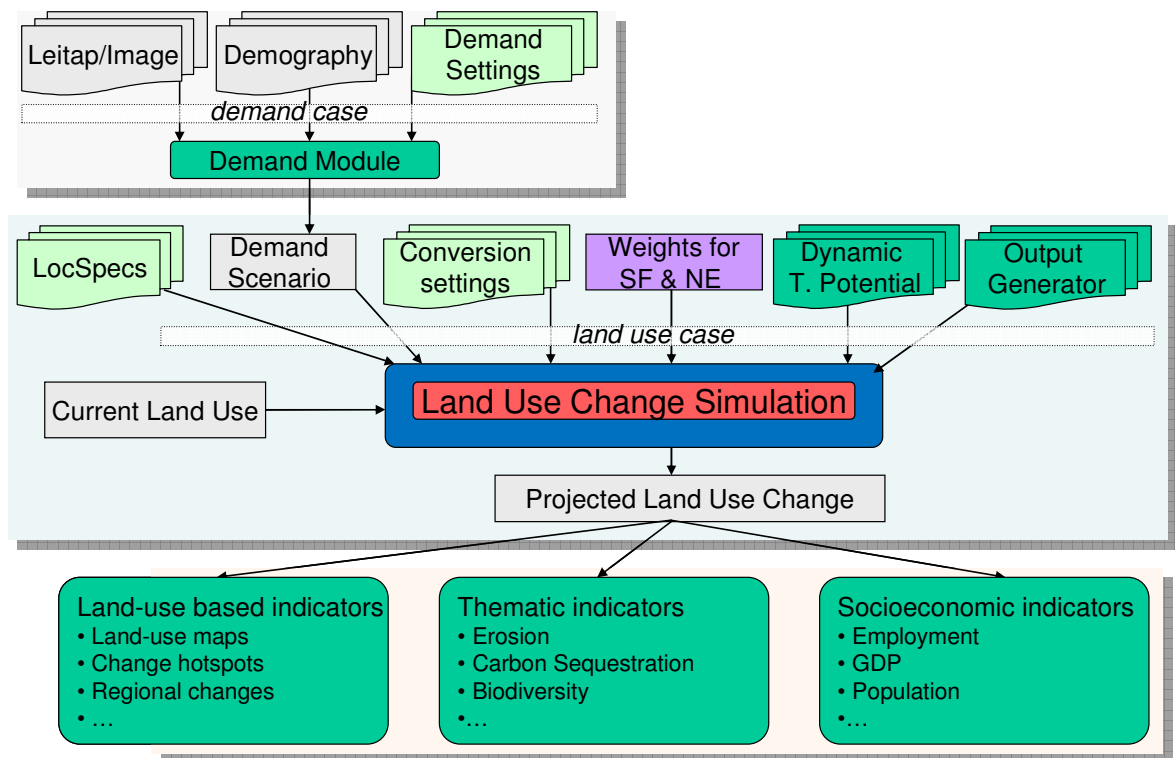 Leitap/Image
Demography
Demand
Settings
demand case
Demand Module
LocSpecs
Demand
Scenario
Conversion
settings
Weights for
SF & NE
Dynamic
T. Potential
Output
Generator
land use case
Current Land Use
Land Use Change Simulation
Projected Land Use Change
Land-use based indicators
• Land-use maps
• Change hotspots
• Regional changes
• …
Thematic indicators
• Erosion
• Carbon Sequestration
• Biodiversity
•…
Socioeconomic indicators
• Employment
• GDP
• Population
•…